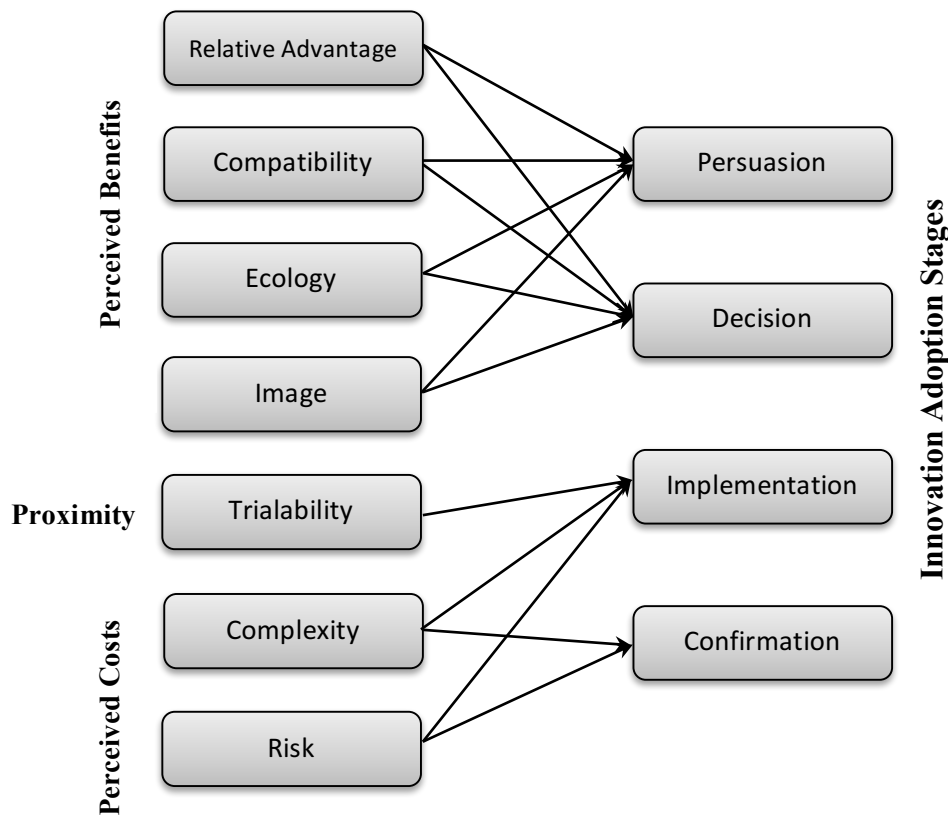 Perceived Benefits
Relative Advantage
Compatibility
Ecology
Image
Proximity
Trialability
Perceived Costs
Complexity
Risk
Persuasion
Decision
Implementation
Confirmation
Innovation Adoption Stages